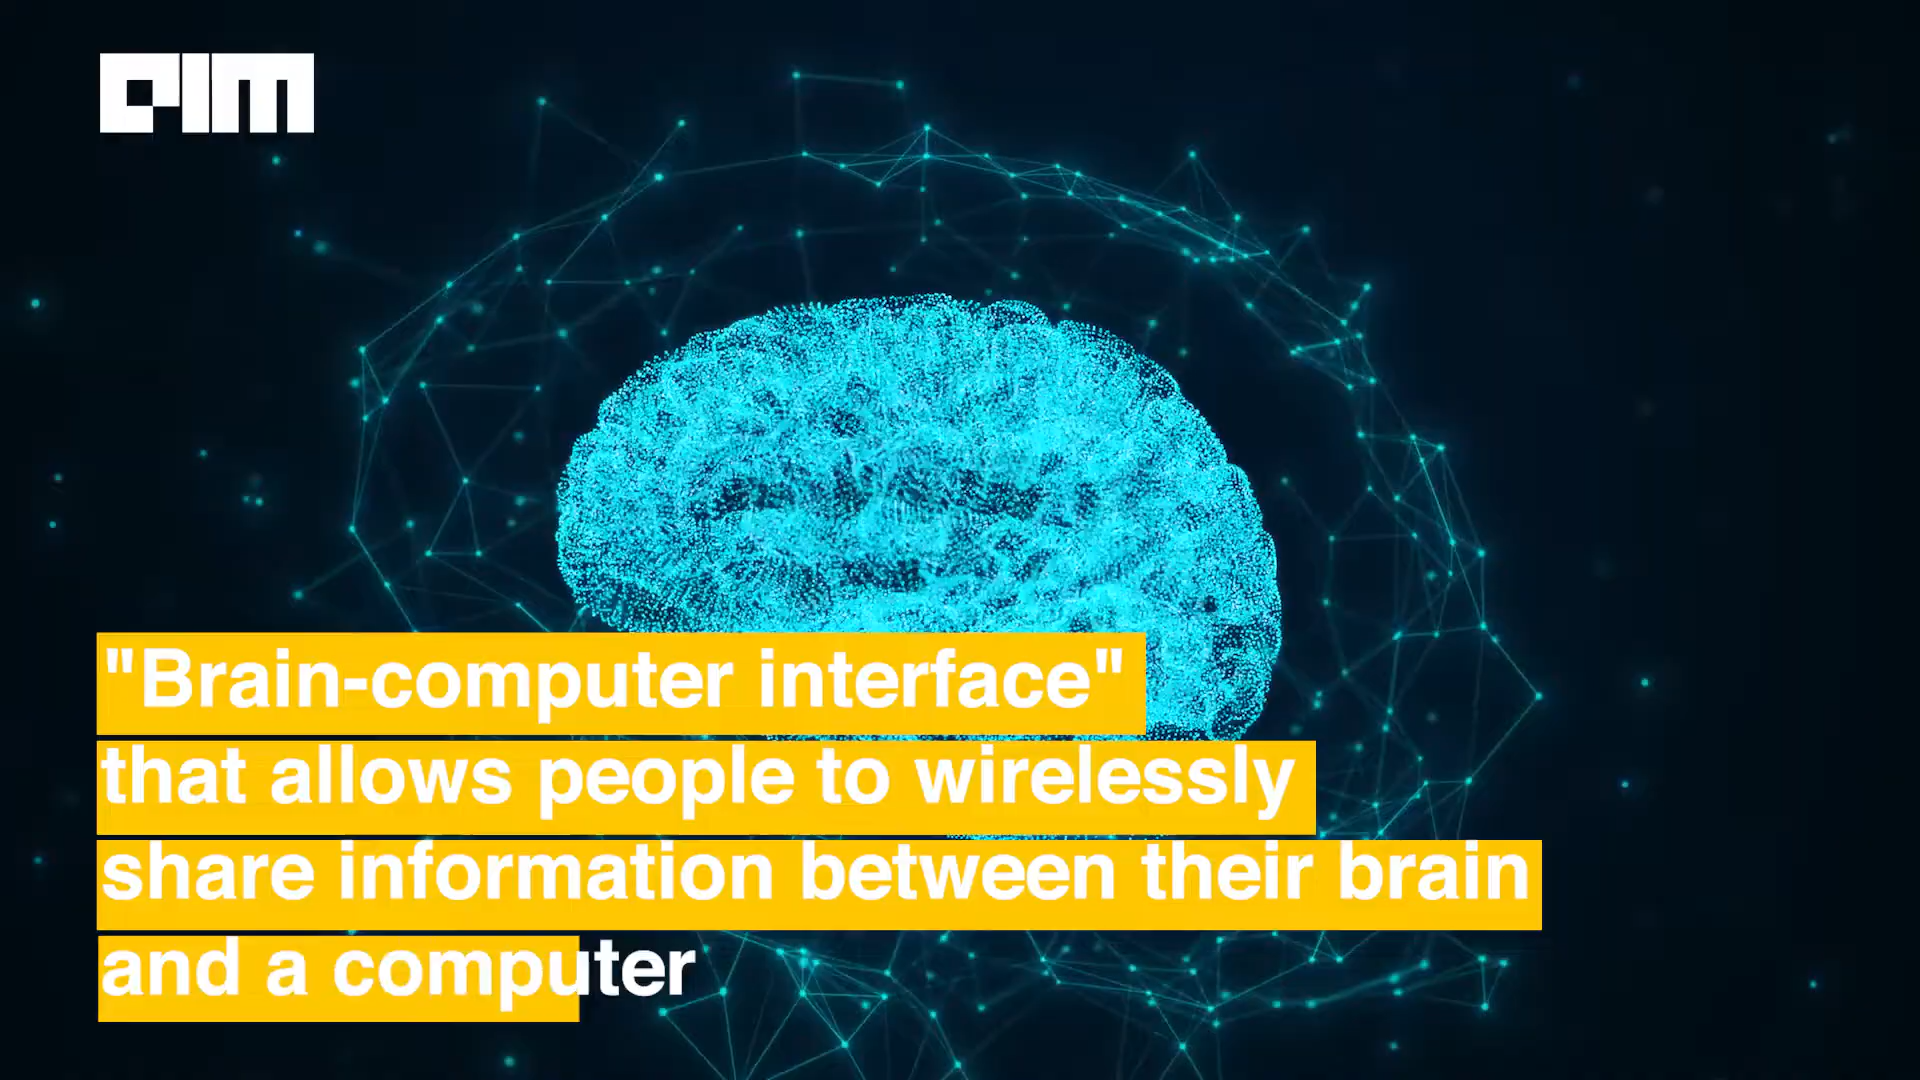 AIM
"Brain-computer interface"
that allows people to wirelessly
share information between their brain
and a computer